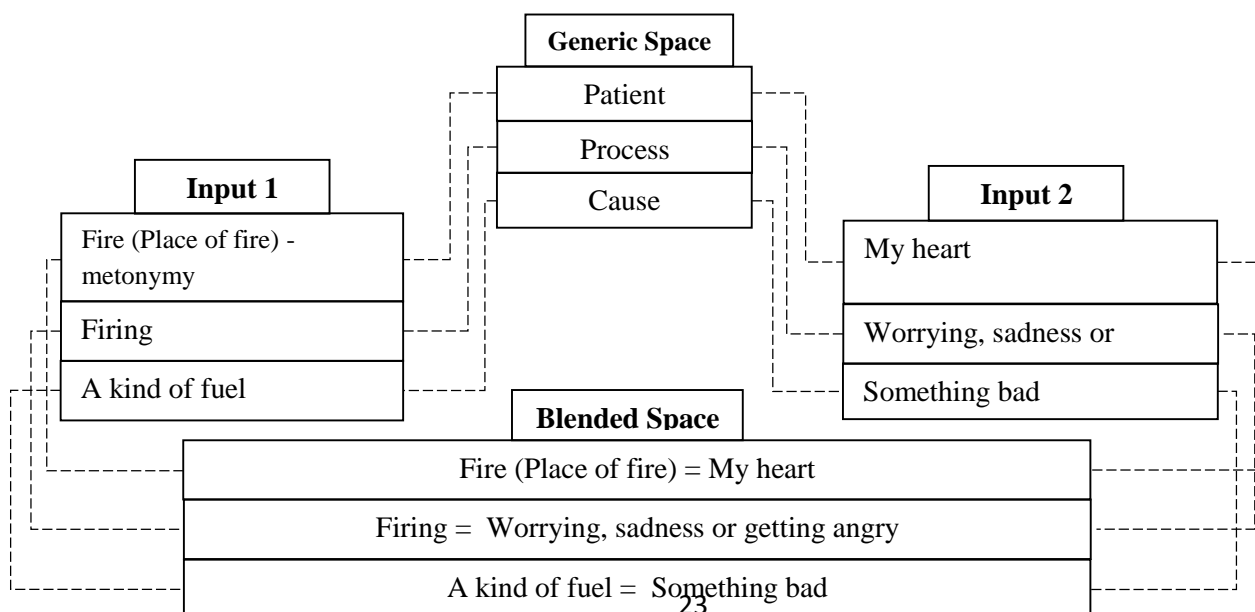 Generic Space
Patient
Process
Cause
Input 1
Fire (Place of fire) -
metonymy
Firing
A kind of fuel
Input 2
My heart
Worrying, sadness or
Something bad
Blended Space
Fire (Place of fire) = My heart
Firing = Worrying, sadness or getting angry
A kind of fuel = Something bad
23